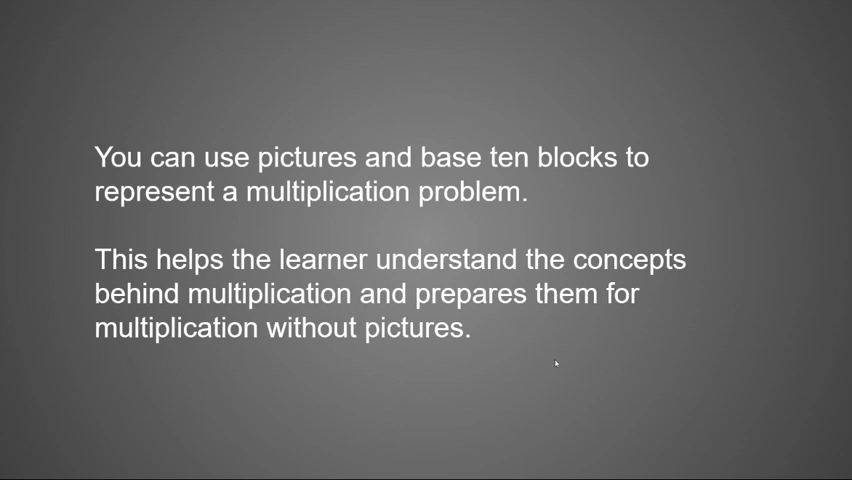 You can use pictures and base ten blocks to
represent a multiplication problem.
This helps the learner understand the concepts
behind multiplication and prepares them for
multiplication without pictures.